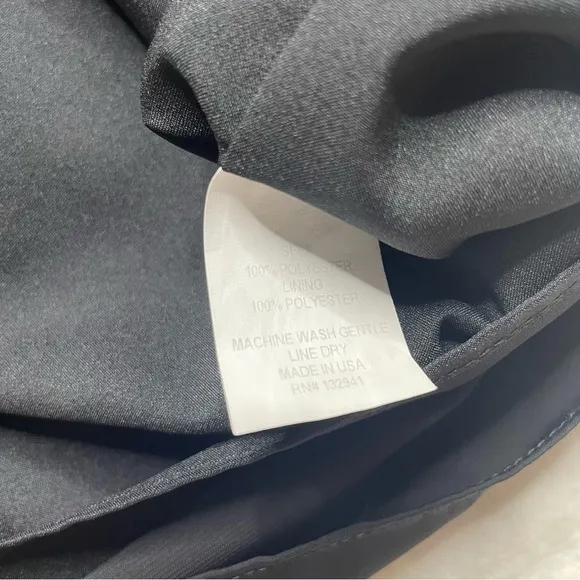 100% POLYESTER
LINING
100% POLYESTER
MACHINE WASH GENTLE
LINE DRY
MADE IN USA
RN# 132941